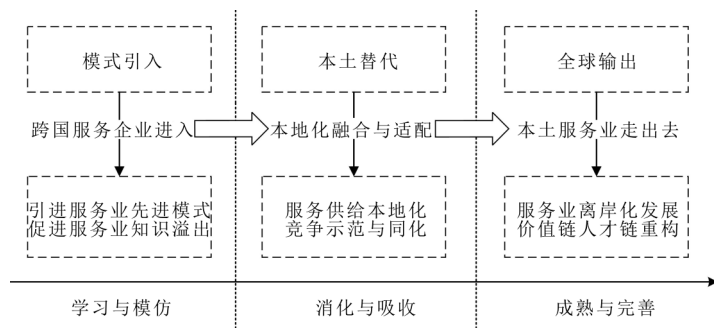 模式引入
本土替代
全球输出
跨国服务企业进入
本地化融合与适配
本土服务业走出去
引进服务业先进模式
促进服务业知识溢出
服务供给本地化
竞争示范与同化
服务业离岸化发展
价值链人才链重构
学习与模仿
消化与吸收
成熟与完善